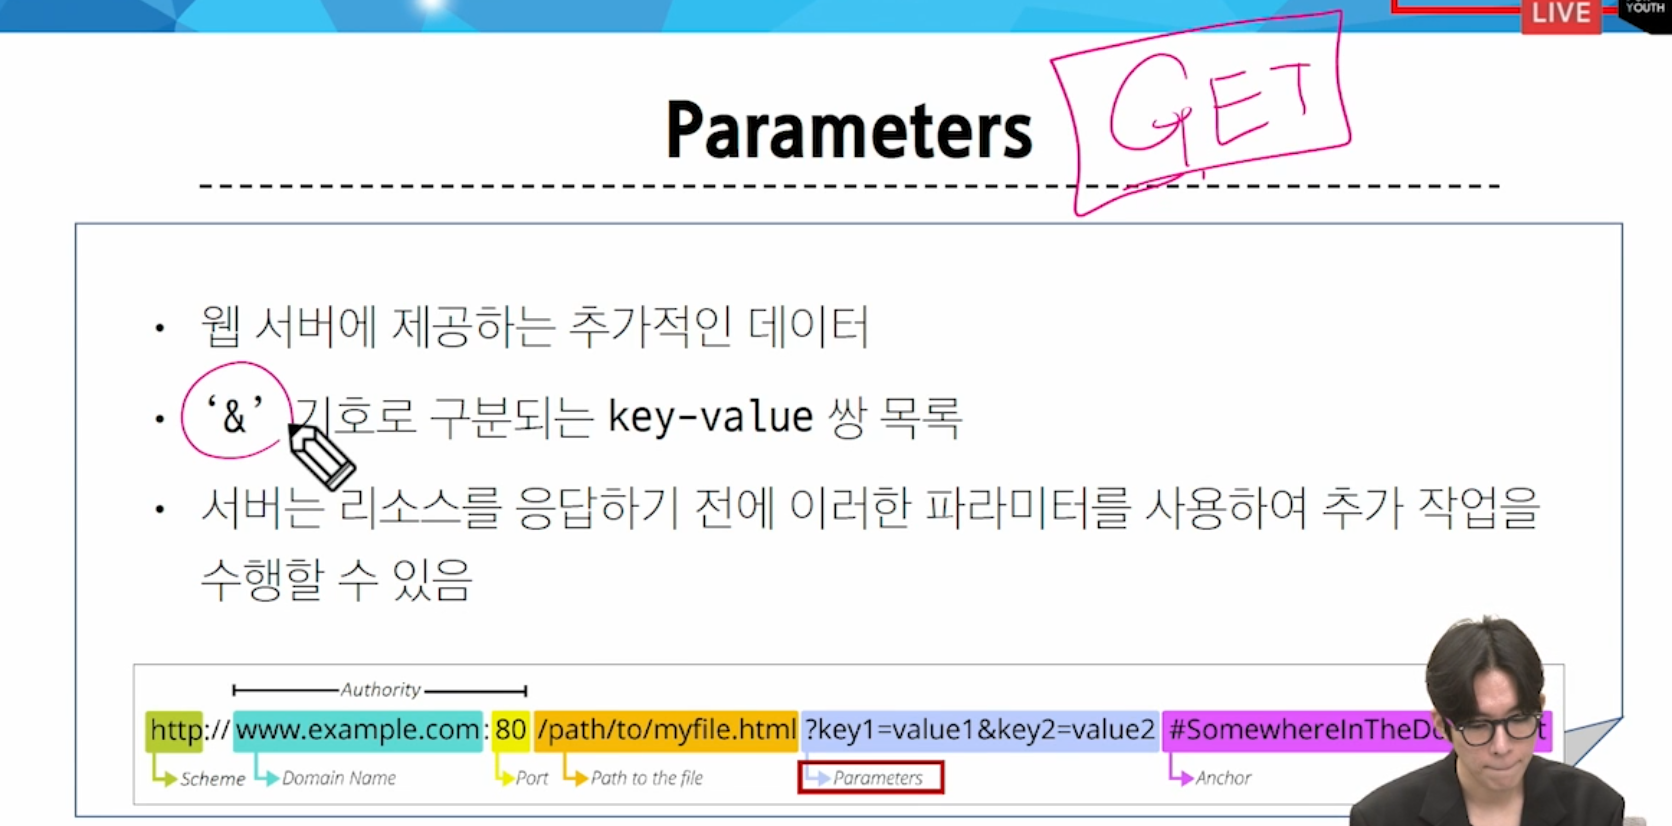 LIVE
YOUTH
Parameters
GET
• 웹 서버에 제공하는 추가적인 데이터
• ‘&’ 기호로 구분되는 key-value 쌍 목록
• 서버는 리소스를 응답하기 전에 이러한 파라미터를 사용하여 추가 작업을
수행할 수 있음
Authority
http://www.example.com:80/path/to/myfile.html?key1=value1&key2=value2#SomewhereInTheDo t
Scheme Domain Name Port Path to the file Parameters Anchor